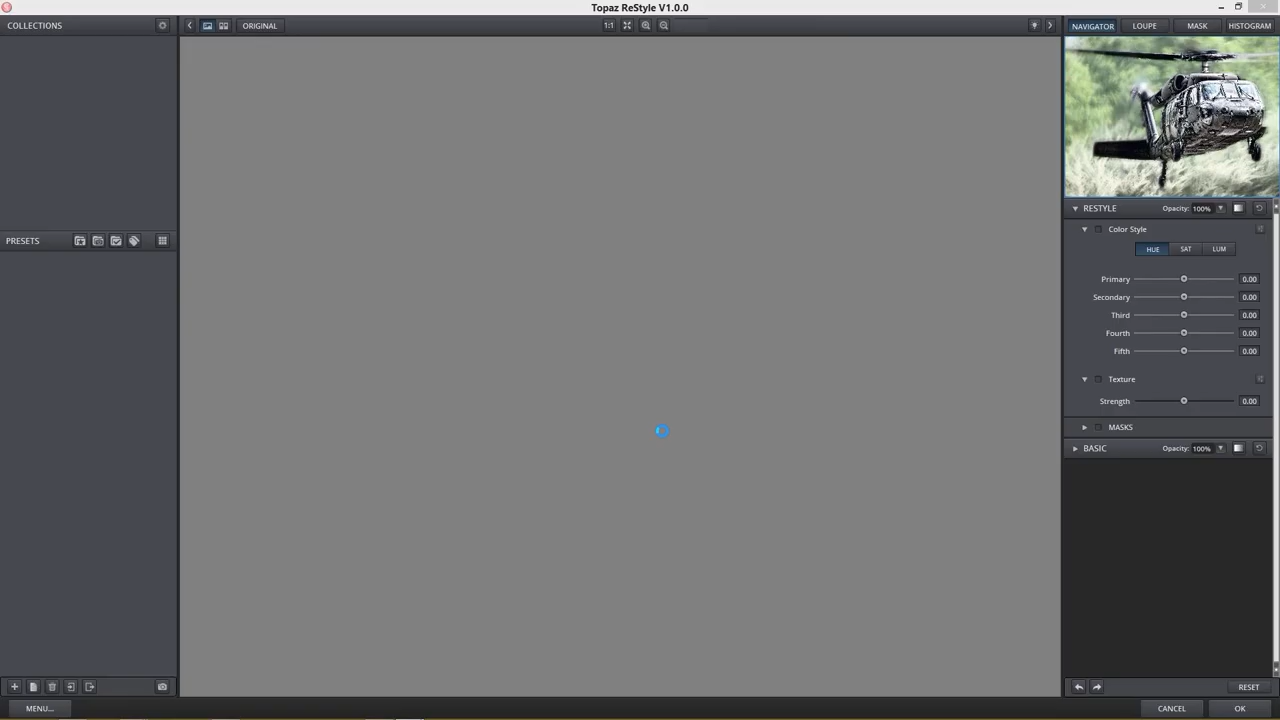 Topaz ReStyle V1.0.0
COLLECTIONS
ORIGINAL
1:1
NAVIGATOR
LOUPE
MASK
HISTOGRAM
PRESETS
RESTYLE
Opacity: 100%
Color Style
HUE
SAT
LUM
Primary 0.00
Secondary 0.00
Third 0.00
Fourth 0.00
Fifth 0.00
Texture
Strength 0.00
MASKS
BASIC
Opacity: 100%
RESET
MENU...
CANCEL
OK